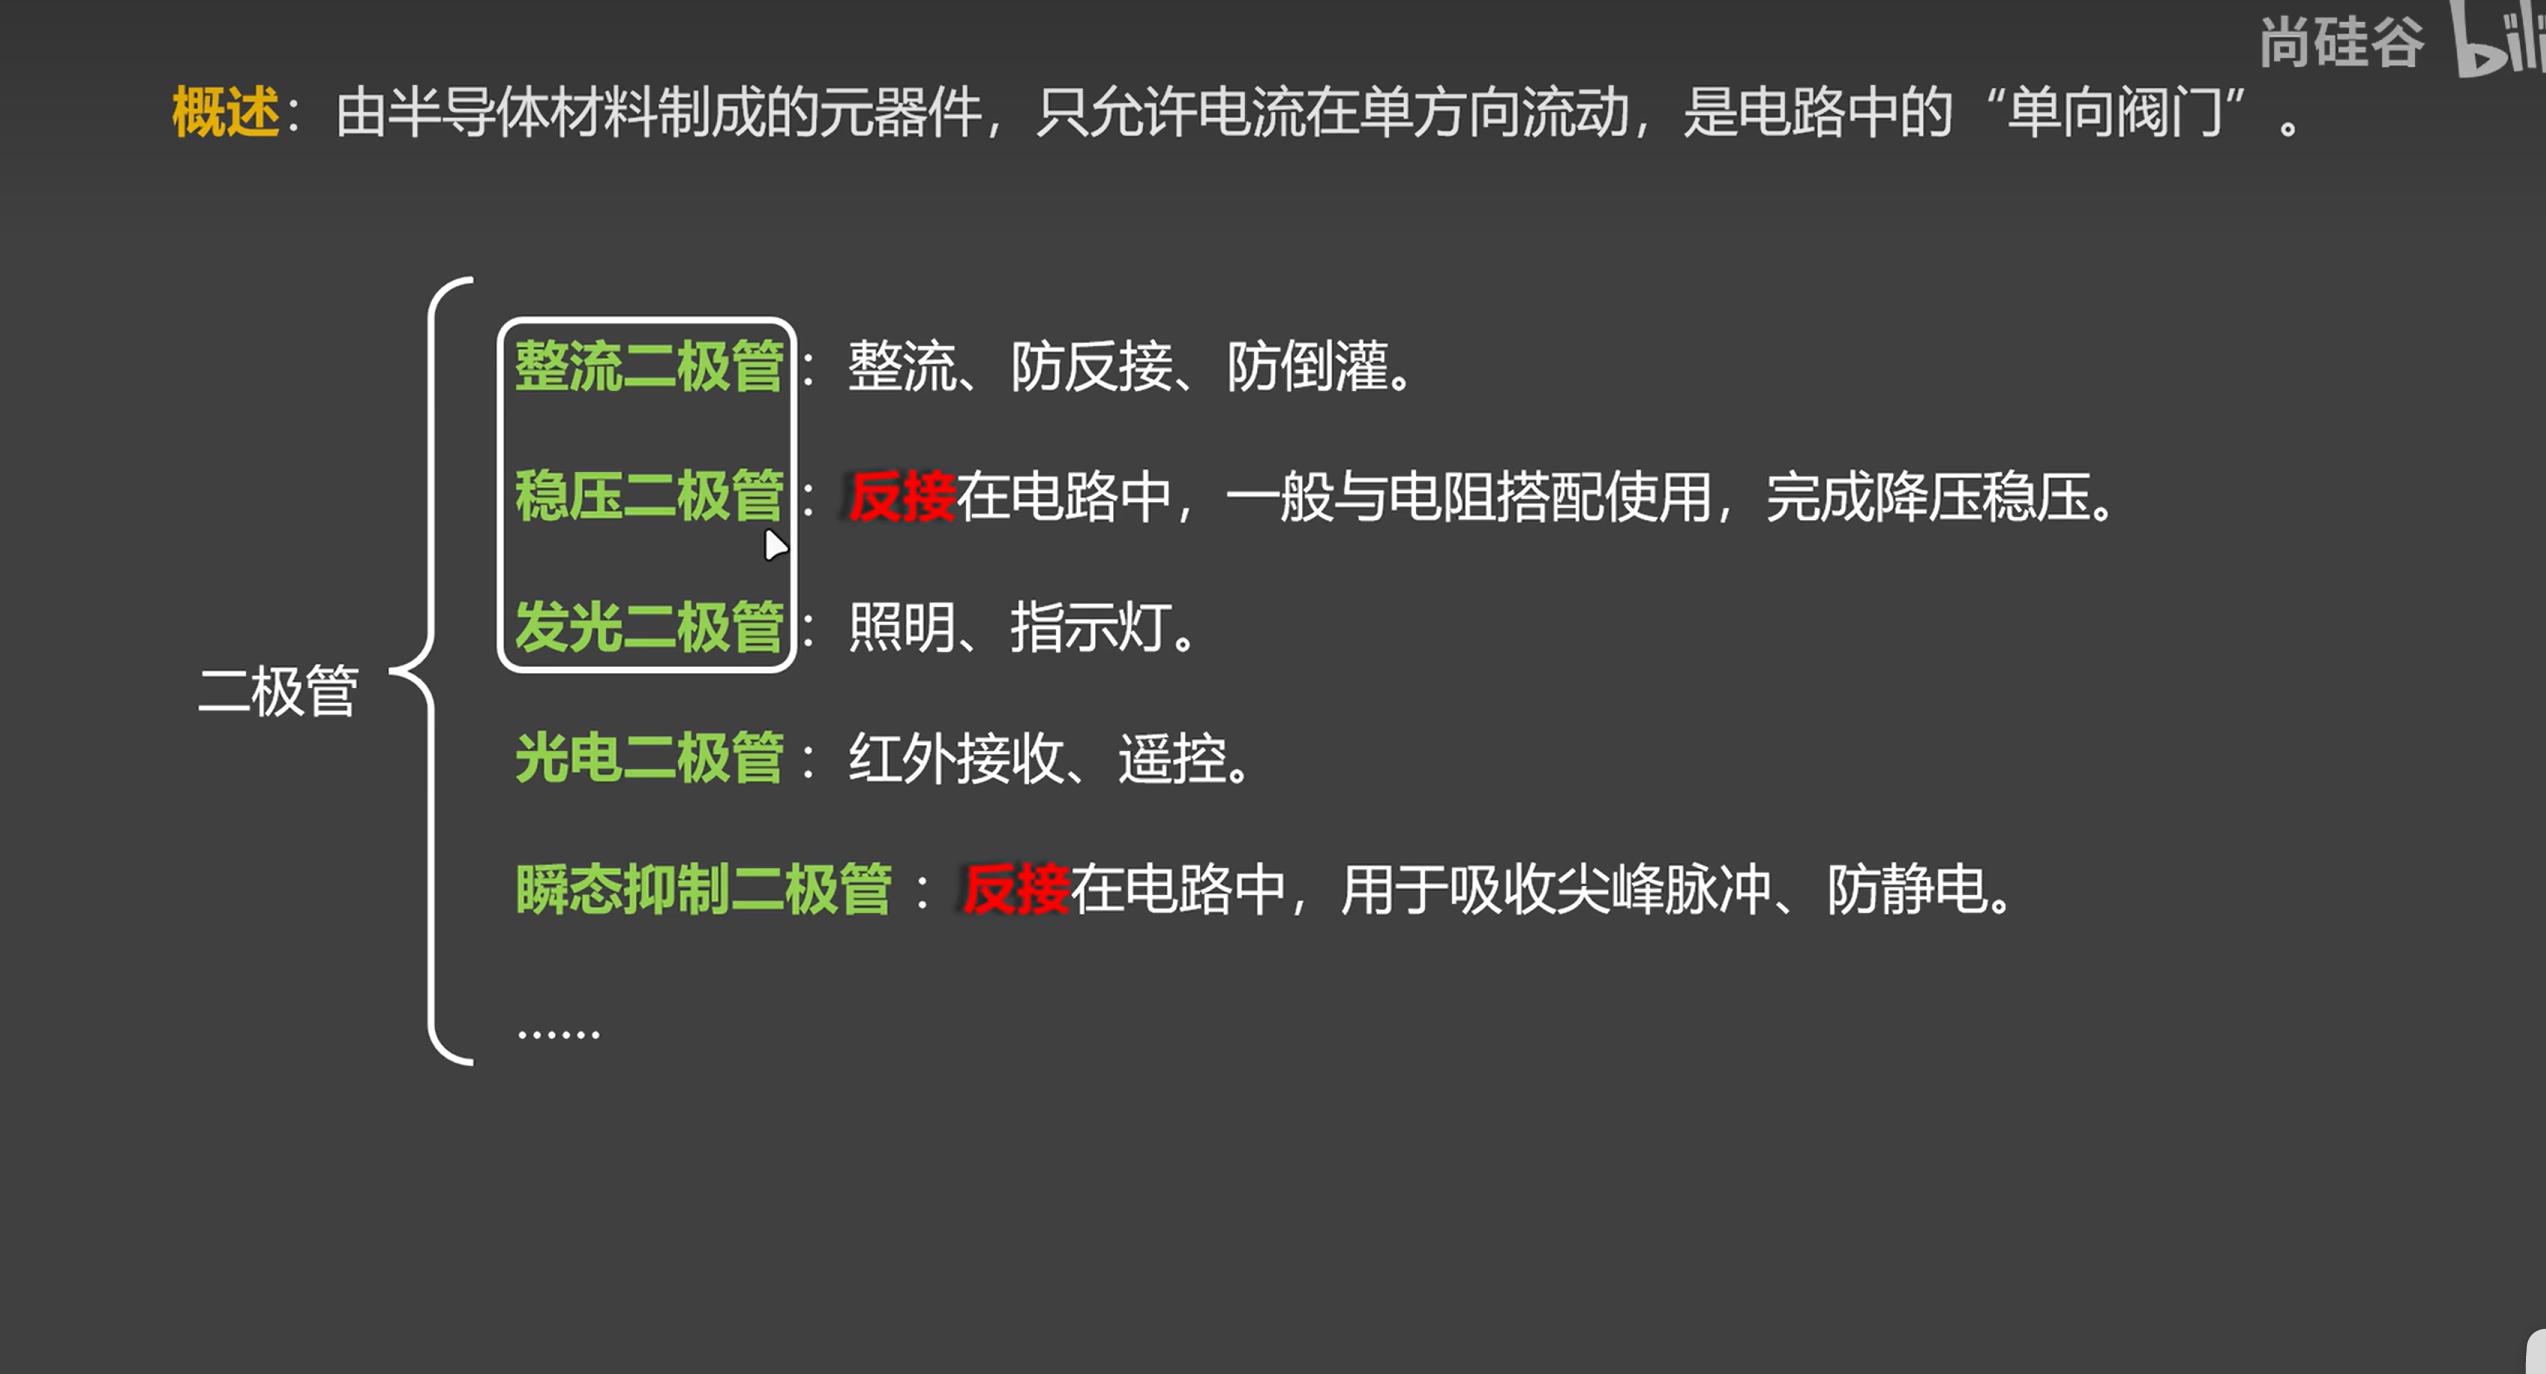 尚硅谷 bili
概述：由半导体材料制成的元器件，只允许电流在单方向流动，是电路中的“单向阀门”。
整流二极管：整流、防反接、防倒灌。
稳压二极管：反接在电路中，一般与电阻搭配使用，完成降压稳压。
发光二极管：照明、指示灯。
二极管
光电二极管：红外接收、遥控。
瞬态抑制二极管：反接在电路中，用于吸收尖峰脉冲、防静电。
……